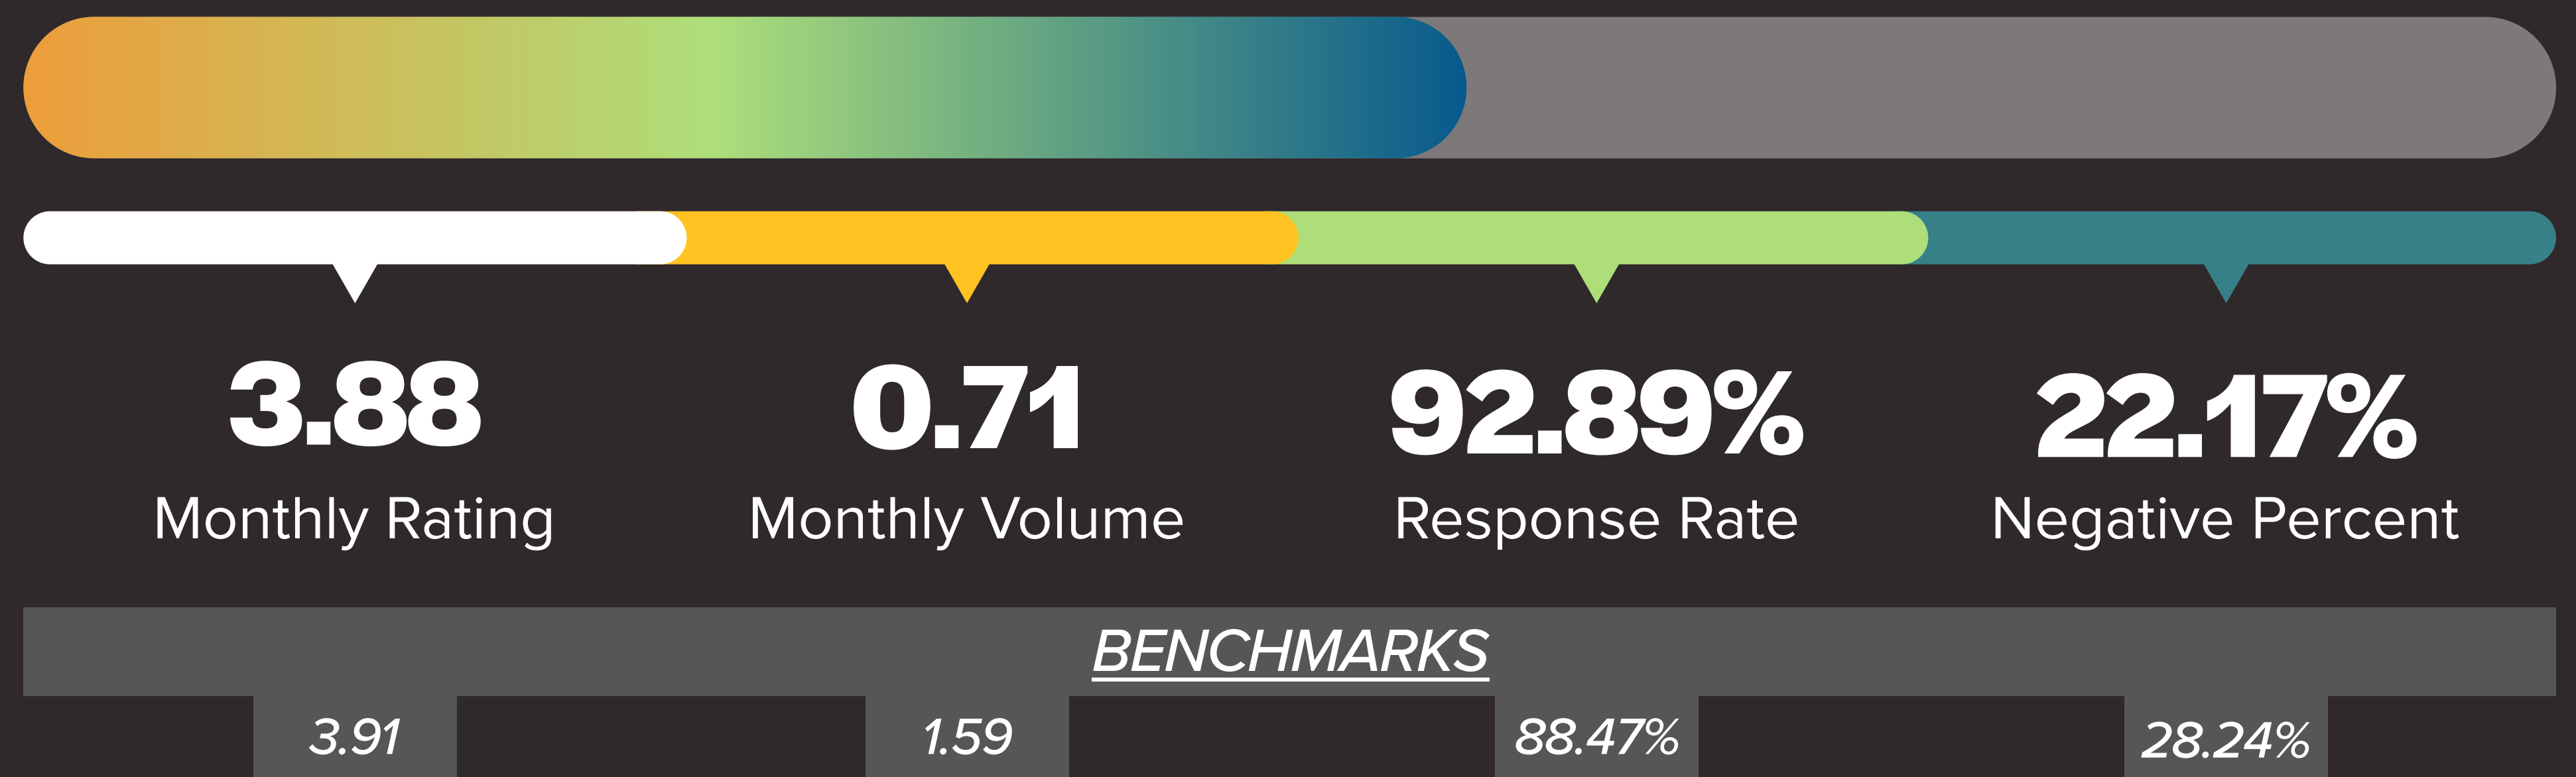 3.88
0.71
92.89%
22.17%
Monthly Rating
Monthly Volume
Response Rate
Negative Percent
BENCHMARKS
3.91
1.59
88.47%
28.24%